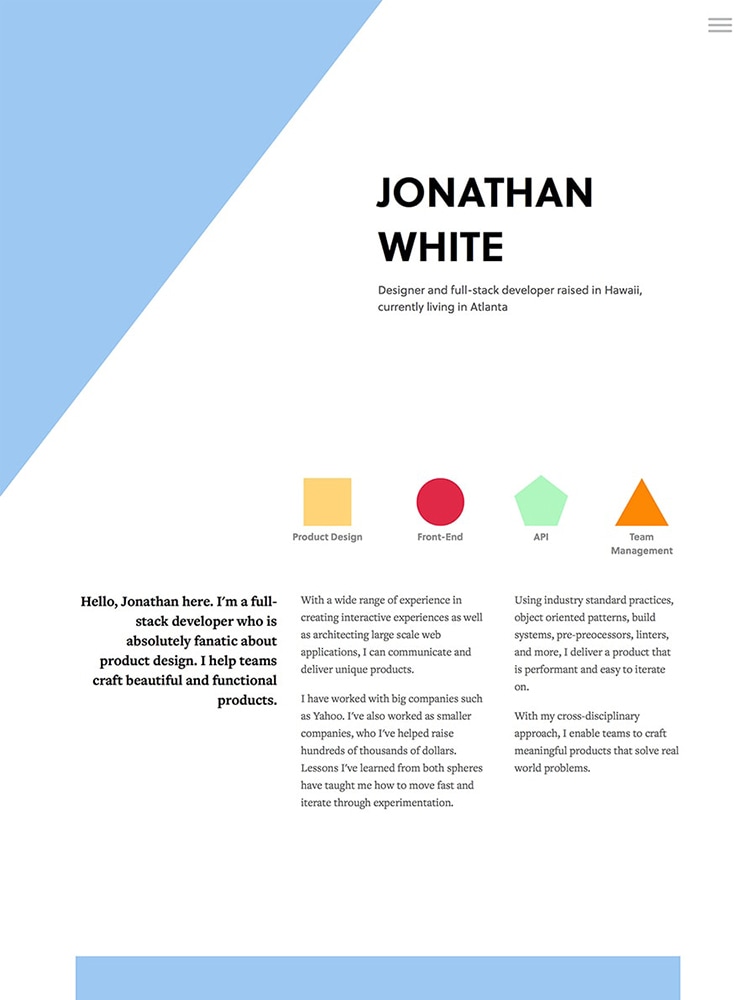 JONATHAN
WHITE
Designer and full-stack developer raised in Hawaii,
currently living in Atlanta
Product Design
Front-End
API
Team
Management
Hello, Jonathan here. I'm a full-
stack developer who is
absolutely fanatic about
product design. I help teams
craft beautiful and functional
products.
With a wide range of experience in
creating interactive experiences as well
as architecting large scale web
applications, I can communicate and
deliver unique products.
I have worked with big companies such
as Yahoo. I've also worked as smaller
companies, who I've helped raise
hundreds of thousands of dollars.
Lessons I've learned from both spheres
have taught me how to move fast and
iterate through experimentation.
Using industry standard practices,
object oriented patterns, build
systems, pre-preocessors, linters,
and more, I deliver a product that
is performant and easy to iterate
on.
With my cross-disciplinary
approach, I enable teams to craft
meaningful products that solve real
world problems.